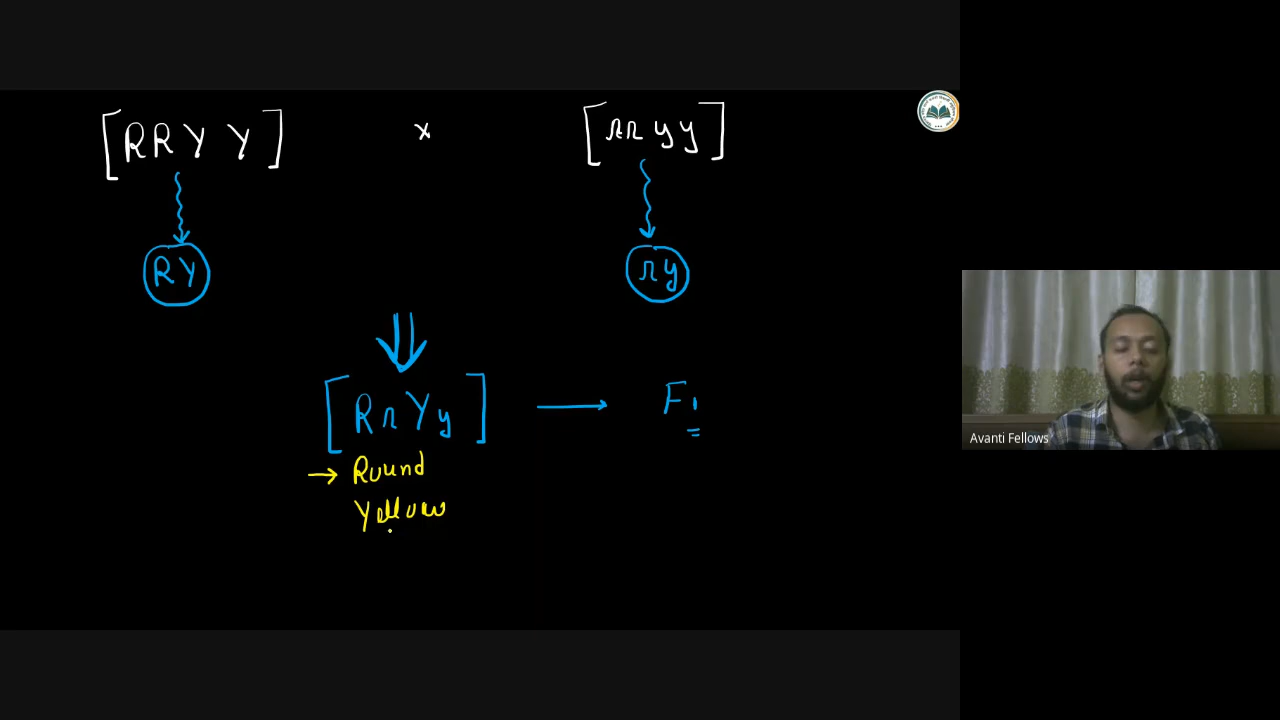 [RRYY] x [rryy]
RY ry
[RrYy] → F1
→ Round
Yellow
Avanti Fellows